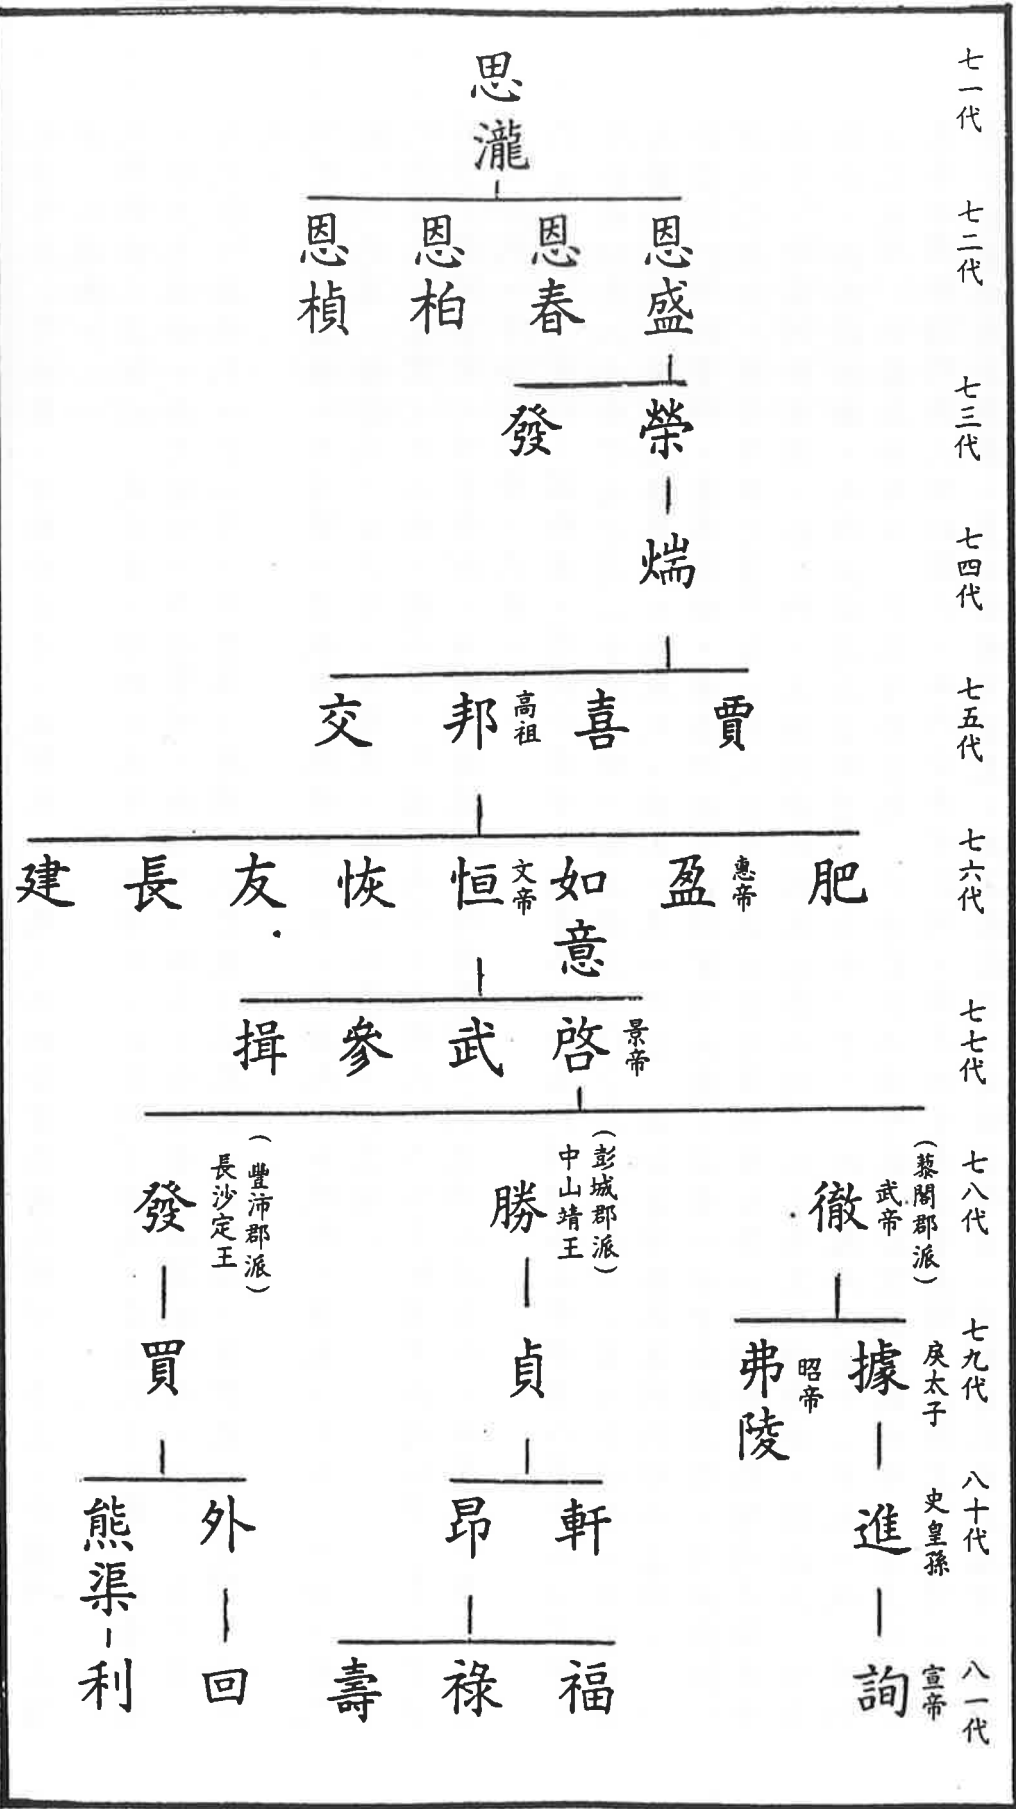 七一代
思瀧
七二代
恩盛
恩春
恩柏
恩楨
七三代
榮
發
七四代
煓
七五代
賈
喜
邦 高祖
交
七六代
肥
盈 惠帝
如意
恒 文帝
恢
友
長
建
七七代
啓 景帝
武
參
揖
七八代
(藜閣郡派)
武帝
徹
(彭城郡派)
中山靖王
勝
(豐沛郡派)
長沙定王
發
七九代
戾太子
據
昭帝
弗陵
貞
買
八十代
史皇孫
進
軒
昂
外
熊渠
八一代
宣帝
詢
福
祿
壽
回
利